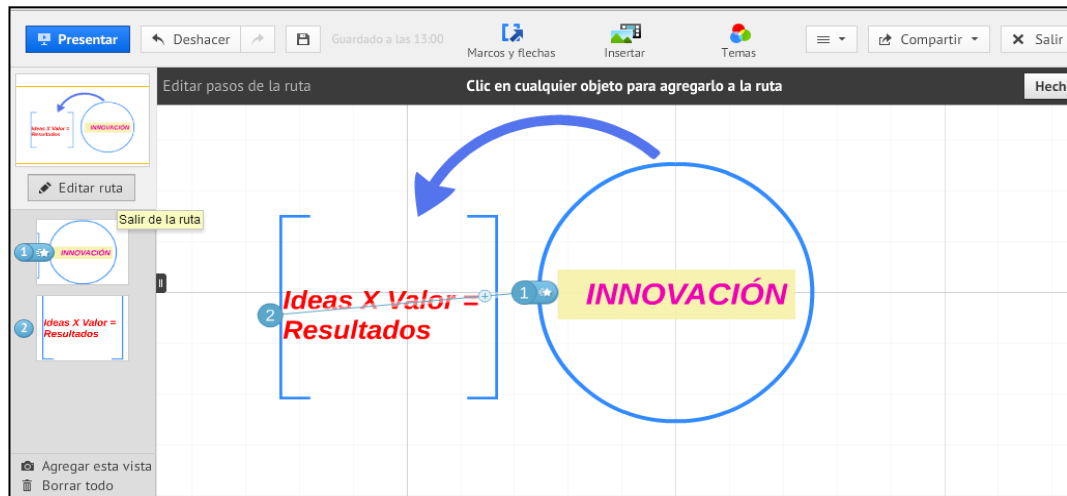 Presentar
Deshacer
Guardado a las 13:00
Marcos y flechas
Insertar
Temas
Compartir
Salir
Editar pasos de la ruta
Clic en cualquier objeto para agregarlo a la ruta
Hech
Ideas X Valor =
Resultados
INNOVACIÓN
Editar ruta
Salir de la ruta
1
INNOVACIÓN
2
Ideas X Valor =
Resultados
Agregar esta vista
Borrar todo
Ideas X Valor =
Resultados
2
1
INNOVACIÓN